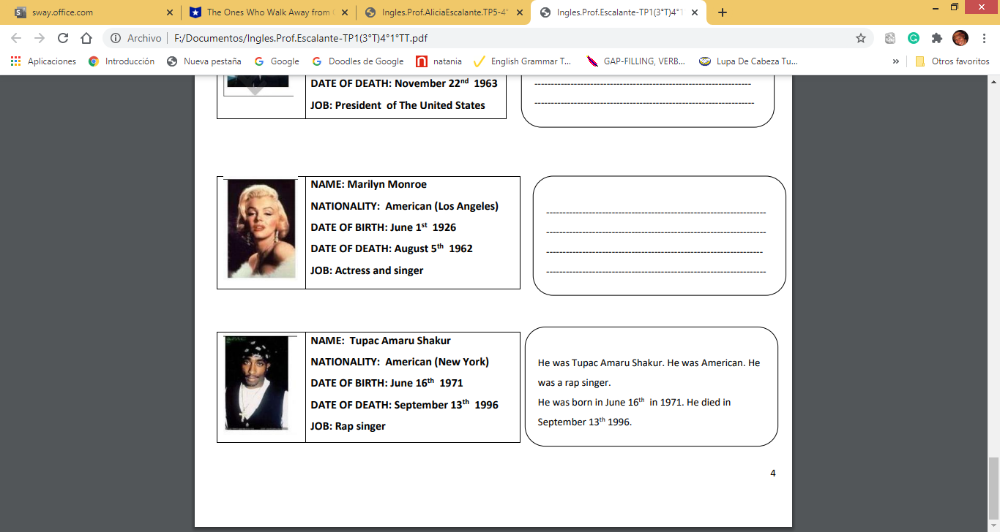 sway.office.com
The Ones Who Walk Away from
Ingles.Prof.AliciaEscalante.TP5-4°
Ingles.Prof.Escalante-TP1(3°T)4°1°
Archivo
F:/Documentos/Ingles.Prof.Escalante-TP1(3°T)4°1°TT.pdf
Aplicaciones
Introducción
Nueva pestaña
Google
Doodles de Google
natania
English Grammar T...
GAP-FILLING, VERB...
Lupa De Cabeza Tu...
»
Otros favoritos
DATE OF DEATH: November 22nd 1963
JOB: President of The United States
NAME: Marilyn Monroe
NATIONALITY: American (Los Angeles)
DATE OF BIRTH: June 1st 1926
DATE OF DEATH: August 5th 1962
JOB: Actress and singer
NAME: Tupac Amaru Shakur
NATIONALITY: American (New York)
DATE OF BIRTH: June 16th 1971
DATE OF DEATH: September 13th 1996
JOB: Rap singer
He was Tupac Amaru Shakur. He was American. He
was a rap singer.
He was born in June 16th in 1971. He died in
September 13th 1996.
4